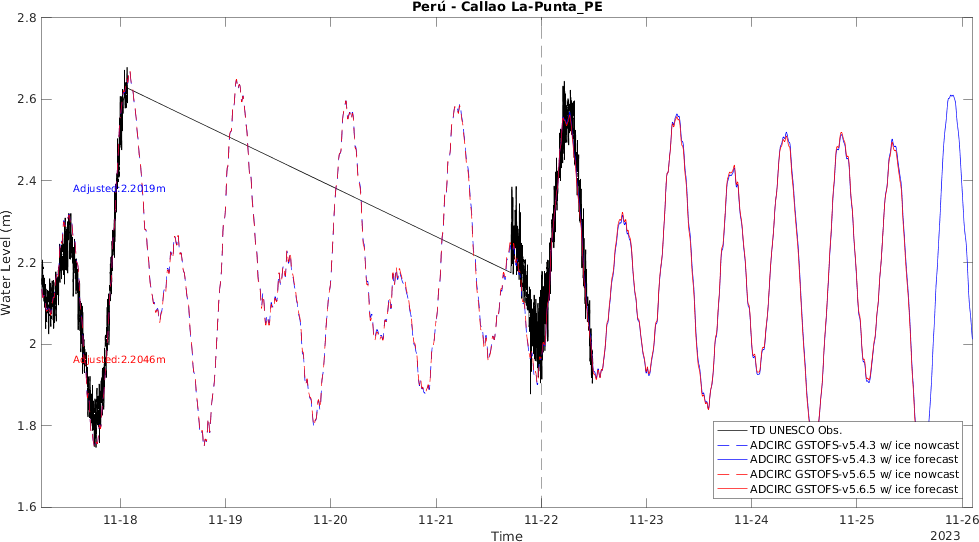 Perú - Callao La-Punta_PE
2.8
2.6
2.4
2.2
2
1.8
1.6
Water Level (m)
Adjusted:2.2019m
Adjusted:2.2046m
TD UNESCO Obs.
ADCIRC GSTOFS-v5.4.3 w/ ice nowcast
ADCIRC GSTOFS-v5.4.3 w/ ice forecast
ADCIRC GSTOFS-v5.6.5 w/ ice nowcast
ADCIRC GSTOFS-v5.6.5 w/ ice forecast
11-18
11-19
11-20
11-21
11-22
11-23
11-24
11-25
11-26
Time
2023